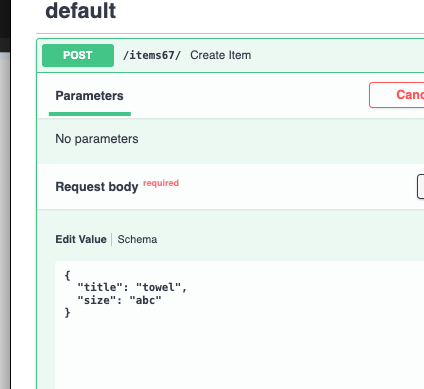 default
POST /items67/ Create Item
Parameters
Canc
No parameters
Request body required
Edit Value Schema
{
"title": "towel",
"size": "abc"
}